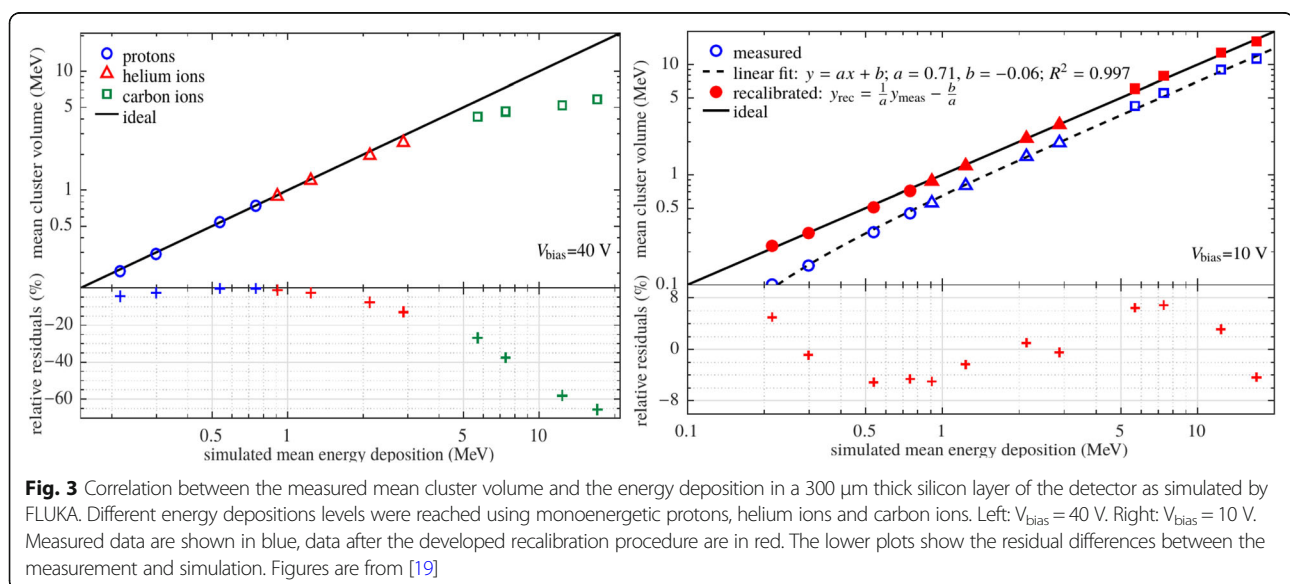 mean cluster volume (MeV)
10
5
1
0.5
protons
helium ions
carbon ions
ideal
V_bias=40 V
relative residuals (%)
-20
-40
-60
0.5 1 5 10
simulated mean energy deposition (MeV)
mean cluster volume (MeV)
10
5
1
0.5
0.1
measured
linear fit: y = ax + b; a = 0.71, b = −0.06; R² = 0.997
recalibrated: y_rec = 1/a y_meas − b/a
ideal
V_bias=10 V
relative residuals (%)
8
0
-8
0.1 0.5 1 5 10
simulated mean energy deposition (MeV)
Fig. 3 Correlation between the measured mean cluster volume and the energy deposition in a 300 μm thick silicon layer of the detector as simulated by
FLUKA. Different energy depositions levels were reached using monoenergetic protons, helium ions and carbon ions. Left: V_bias = 40 V. Right: V_bias = 10 V.
Measured data are shown in blue, data after the developed recalibration procedure are in red. The lower plots show the residual differences between the
measurement and simulation. Figures are from [19]